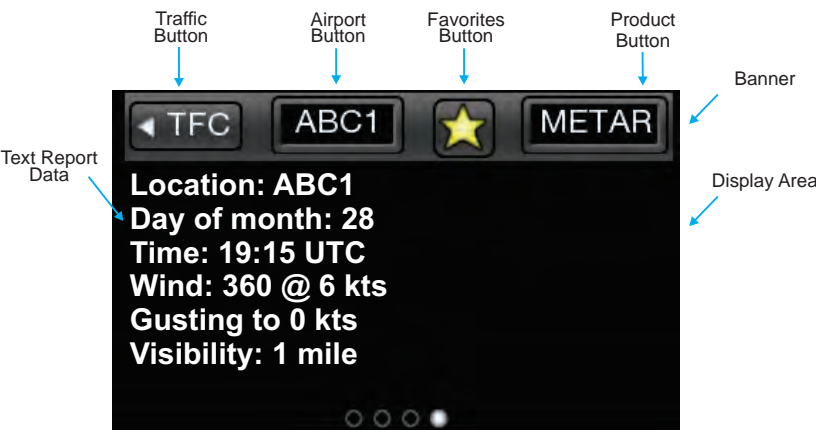 Traffic
Button
Airport
Button
Favorites
Button
Product
Button
Banner
TFC
ABC1
METAR
Text Report
Data
Display Area
Location: ABC1
Day of month: 28
Time: 19:15 UTC
Wind: 360 @ 6 kts
Gusting to 0 kts
Visibility: 1 mile